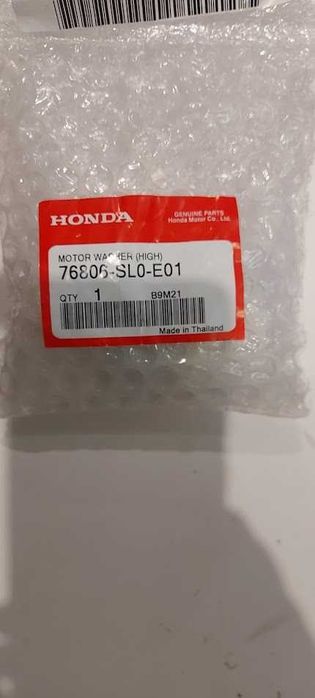 HONDA
GENUINE PARTS
Honda Motor Co., Ltd.
MOTOR WASHER (HIGH)
76806-SL0-E01
QTY 1 B9M21
Made in Thailand